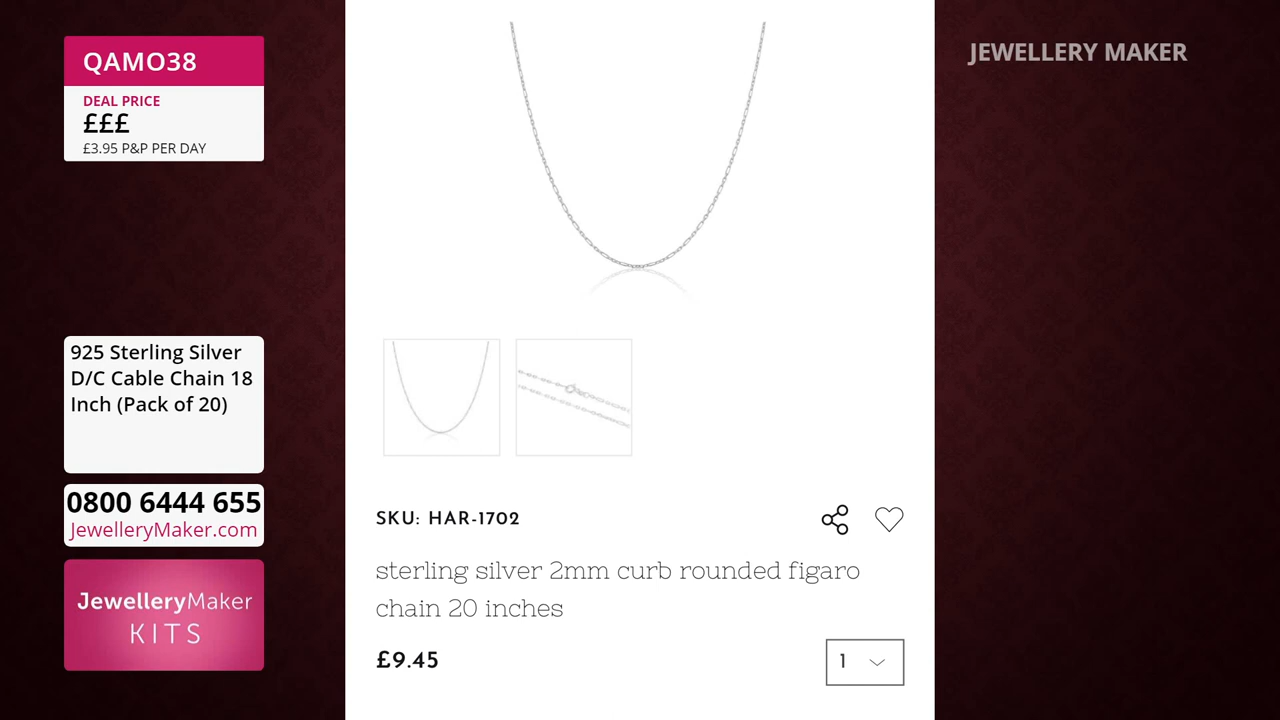 QAMO38
DEAL PRICE
£££
£3.95 P&P PER DAY
925 Sterling Silver
D/C Cable Chain 18
Inch (Pack of 20)
0800 6444 655
JewelleryMaker.com
JewelleryMaker
KITS
SKU: HAR-1702
sterling silver 2mm curb rounded figaro
chain 20 inches
£9.45
1
JEWELLERY MAKER